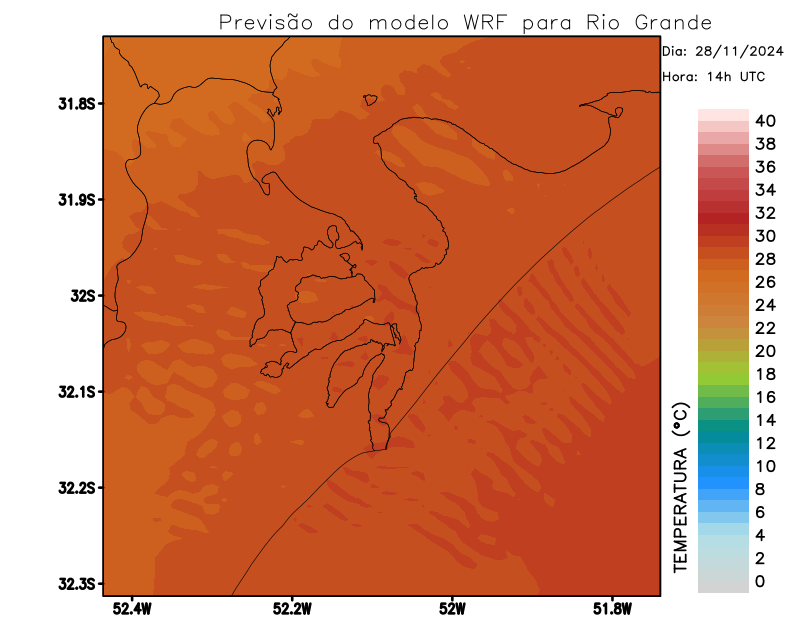 Previsão do modelo WRF para Rio Grande
Dia: 28/11/2024
Hora: 14h UTC
31.8S
31.9S
32S
32.1S
32.2S
32.3S
52.4W
52.2W
52W
51.8W
TEMPERATURA (°C)
40
38
36
34
32
30
28
26
24
22
20
18
16
14
12
10
8
6
4
2
0